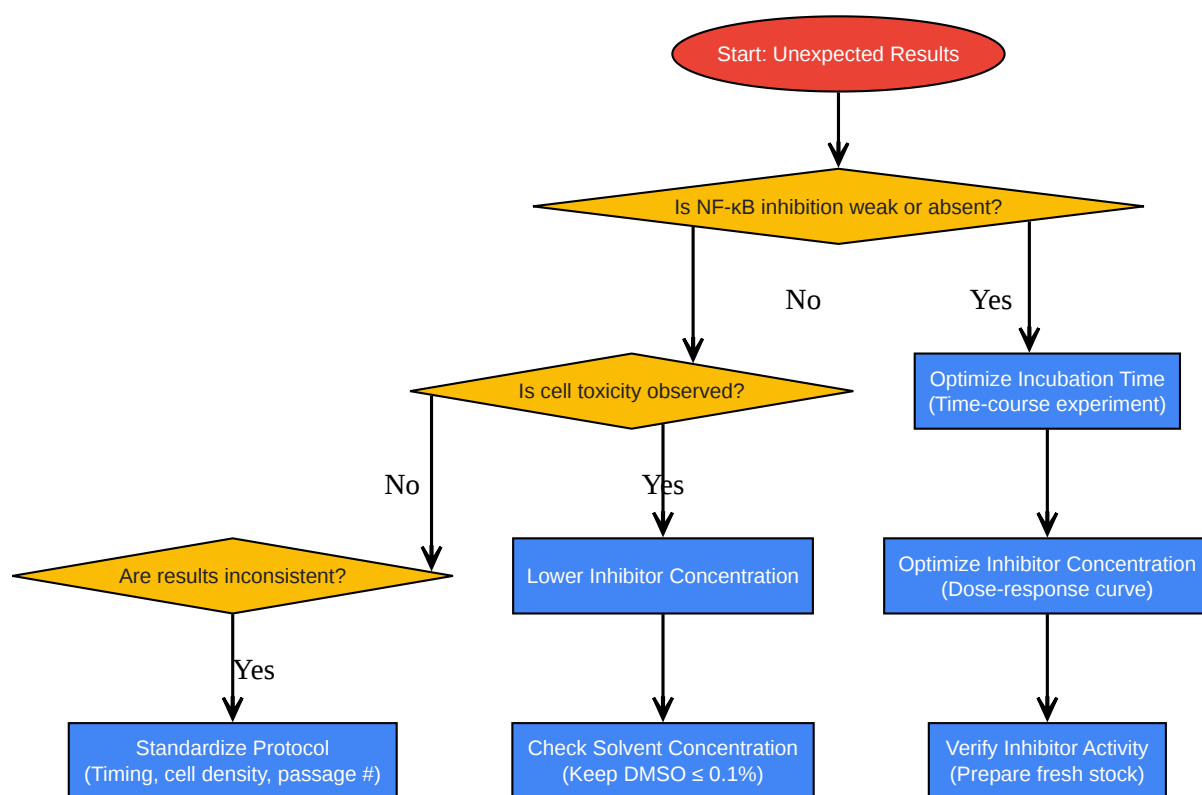 Start: Unexpected Results
Is NF-κB inhibition weak or absent?
No
Yes
Is cell toxicity observed?
Optimize Incubation Time
(Time-course experiment)
No
Yes
Are results inconsistent?
Lower Inhibitor Concentration
Optimize Inhibitor Concentration
(Dose-response curve)
Yes
Standardize Protocol
(Timing, cell density, passage #)
Check Solvent Concentration
(Keep DMSO ≤ 0.1%)
Verify Inhibitor Activity
(Prepare fresh stock)